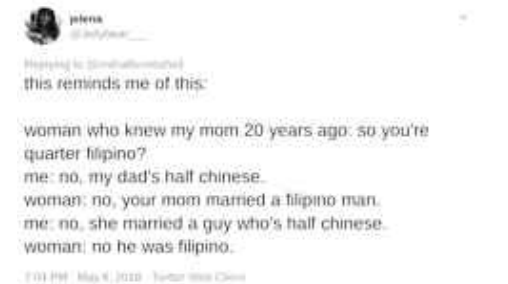 jelena
this reminds me of this:
woman who knew my mom 20 years ago: so you're
quarter filipino?
me: no, my dad's half chinese.
woman: no, your mom married a filipino man.
me: no, she married a guy who's half chinese.
woman: no he was filipino.